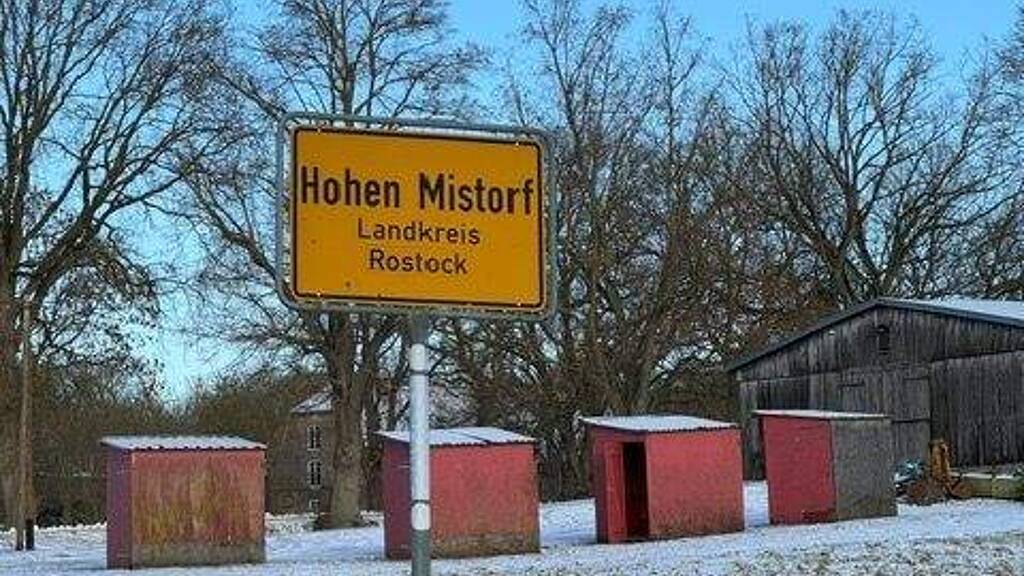 Hohen Mistorf
Landkreis
Rostock